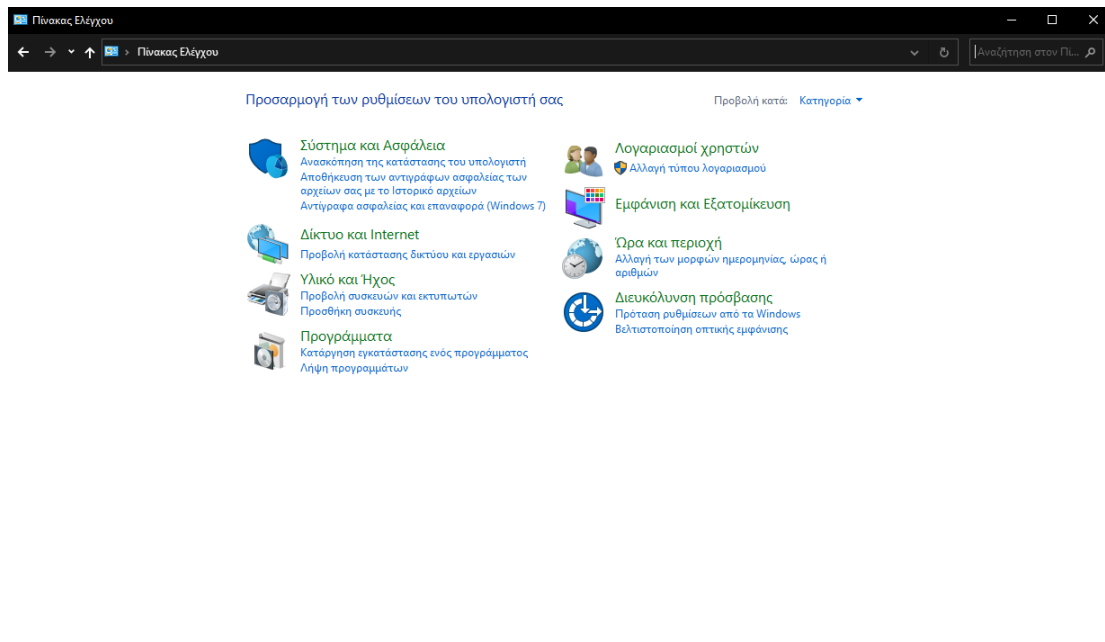 Πίνακας Ελέγχου
Πίνακας Ελέγχου
Αναζήτηση στον Πί...
Προσαρμογή των ρυθμίσεων του υπολογιστή σας
Προβολή κατά: Κατηγορία
Σύστημα και Ασφάλεια
Ανασκόπηση της κατάστασης του υπολογιστή
Αποθήκευση των αντιγράφων ασφαλείας των
αρχείων σας με το Ιστορικό αρχείων
Αντίγραφα ασφαλείας και επαναφορά (Windows 7)
Δίκτυο και Internet
Προβολή κατάστασης δικτύου και εργασιών
Υλικό και Ήχος
Προβολή συσκευών και εκτυπωτών
Προσθήκη συσκευής
Προγράμματα
Κατάργηση εγκατάστασης ενός προγράμματος
Λήψη προγραμμάτων
Λογαριασμοί χρηστών
Αλλαγή τύπου λογαριασμού
Εμφάνιση και Εξατομίκευση
Ώρα και περιοχή
Αλλαγή των μορφών ημερομηνίας, ώρας ή
αριθμών
Διευκόλυνση πρόσβασης
Πρόταση ρυθμίσεων από τα Windows
Βελτιστοποίηση οπτικής εμφάνισης